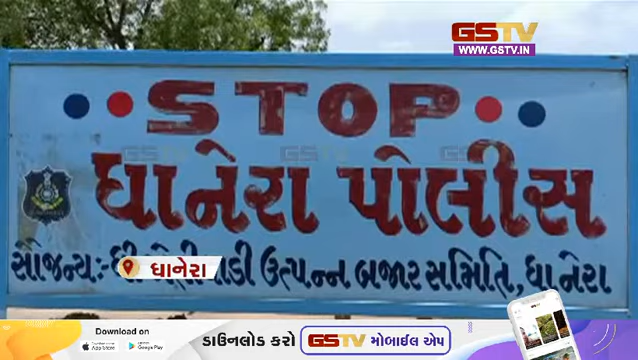 GSTV
WWW.GSTV.IN
STOP
ધાનેરા પોલીસ
સૌજન્ય:- ઉત્પન્ન બજાર સમિતિ, ધાનેરા
ધાનેરા
Download on
App Store Google Play
ડાઉનલોડ કરો GSTV મોબાઈલ એપ